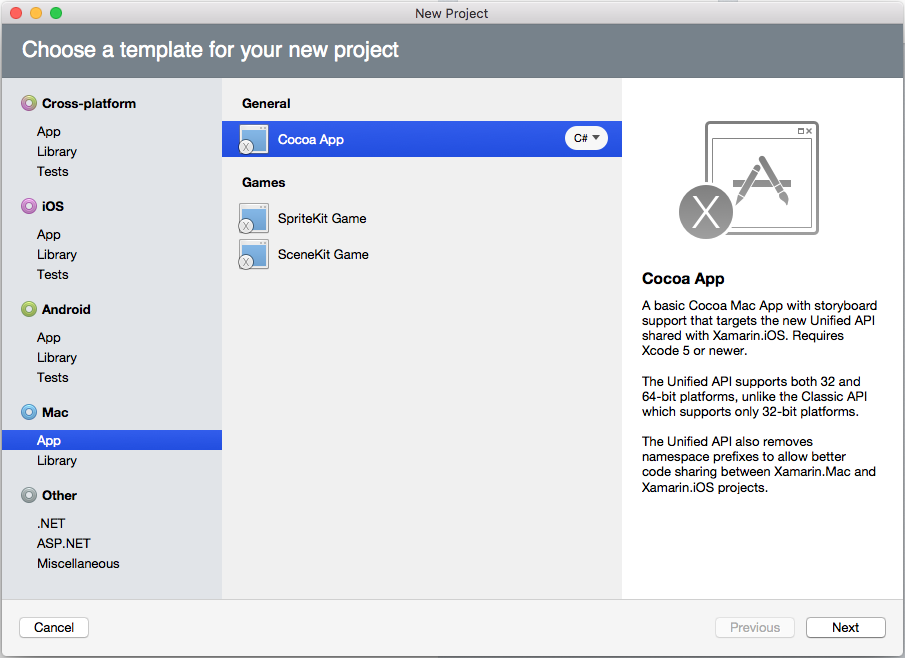 New Project
Choose a template for your new project
Cross-platform
App
Library
Tests
iOS
App
Library
Tests
Android
App
Library
Tests
Mac
App
Library
Other
.NET
ASP.NET
Miscellaneous
General
Cocoa App
C#
Games
SpriteKit Game
SceneKit Game
X
Cocoa App
A basic Cocoa Mac App with storyboard
support that targets the new Unified API
shared with Xamarin.iOS. Requires
Xcode 5 or newer.
The Unified API supports both 32 and
64-bit platforms, unlike the Classic API
which supports only 32-bit platforms.
The Unified API also removes
namespace prefixes to allow better
code sharing between Xamarin.Mac and
Xamarin.iOS projects.
Cancel
Previous
Next